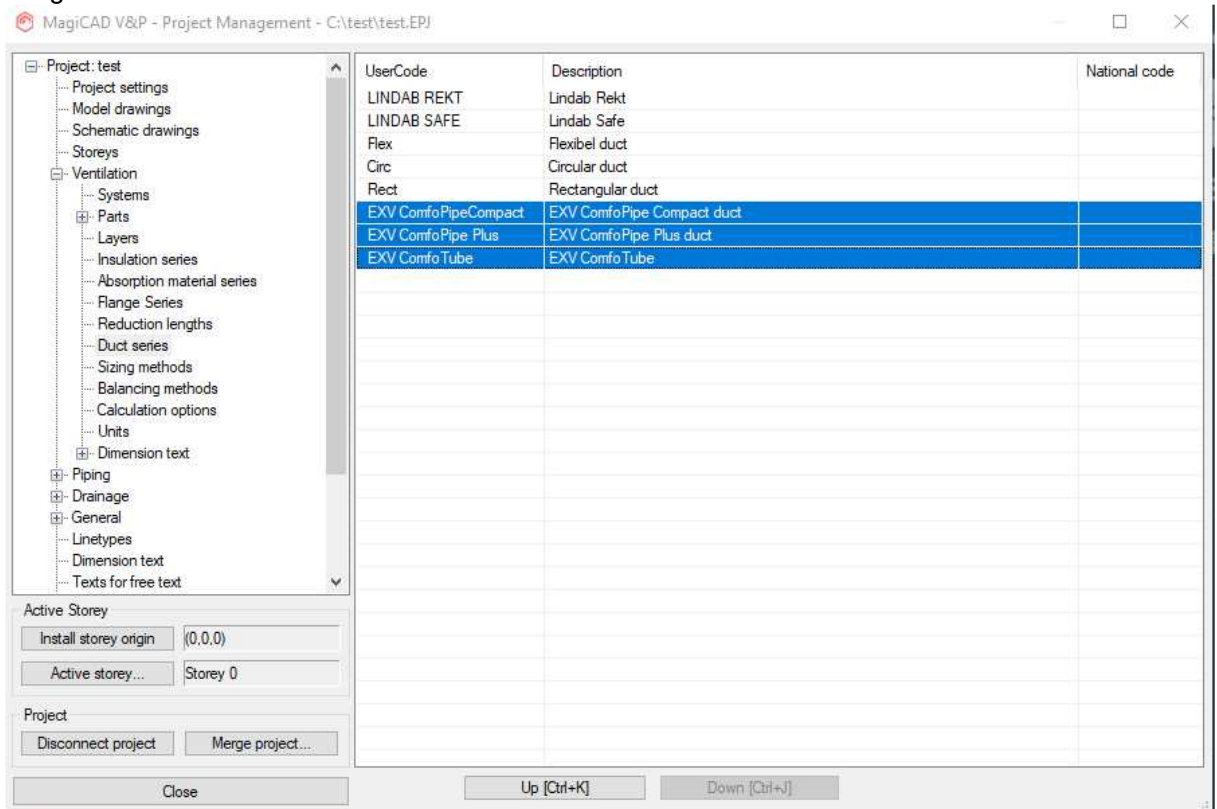 MagiCAD V&P - Project Management - C:\test\test.EPJ
Project: test
Project settings
Model drawings
Schematic drawings
Storeys
Ventilation
Systems
Parts
Layers
Insulation series
Absorption material series
Flange Series
Reduction lengths
Duct series
Sizing methods
Balancing methods
Calculation options
Units
Dimension text
Piping
Drainage
General
Linetypes
Dimension text
Texts for free text
Active Storey
Install storey origin (0,0,0)
Active storey... Storey 0
Project
Disconnect project Merge project...
Close
UserCode Description National code
LINDAB REKT Lindab Rekt
LINDAB SAFE Lindab Safe
Flex Flexibel duct
Circ Circular duct
Rect Rectangular duct
EXV ComfoPipeCompact EXV ComfoPipe Compact duct
EXV ComfoPipe Plus EXV ComfoPipe Plus duct
EXV ComfoTube EXV ComfoTube
Up [Ctrl+K] Down [Ctrl+J]